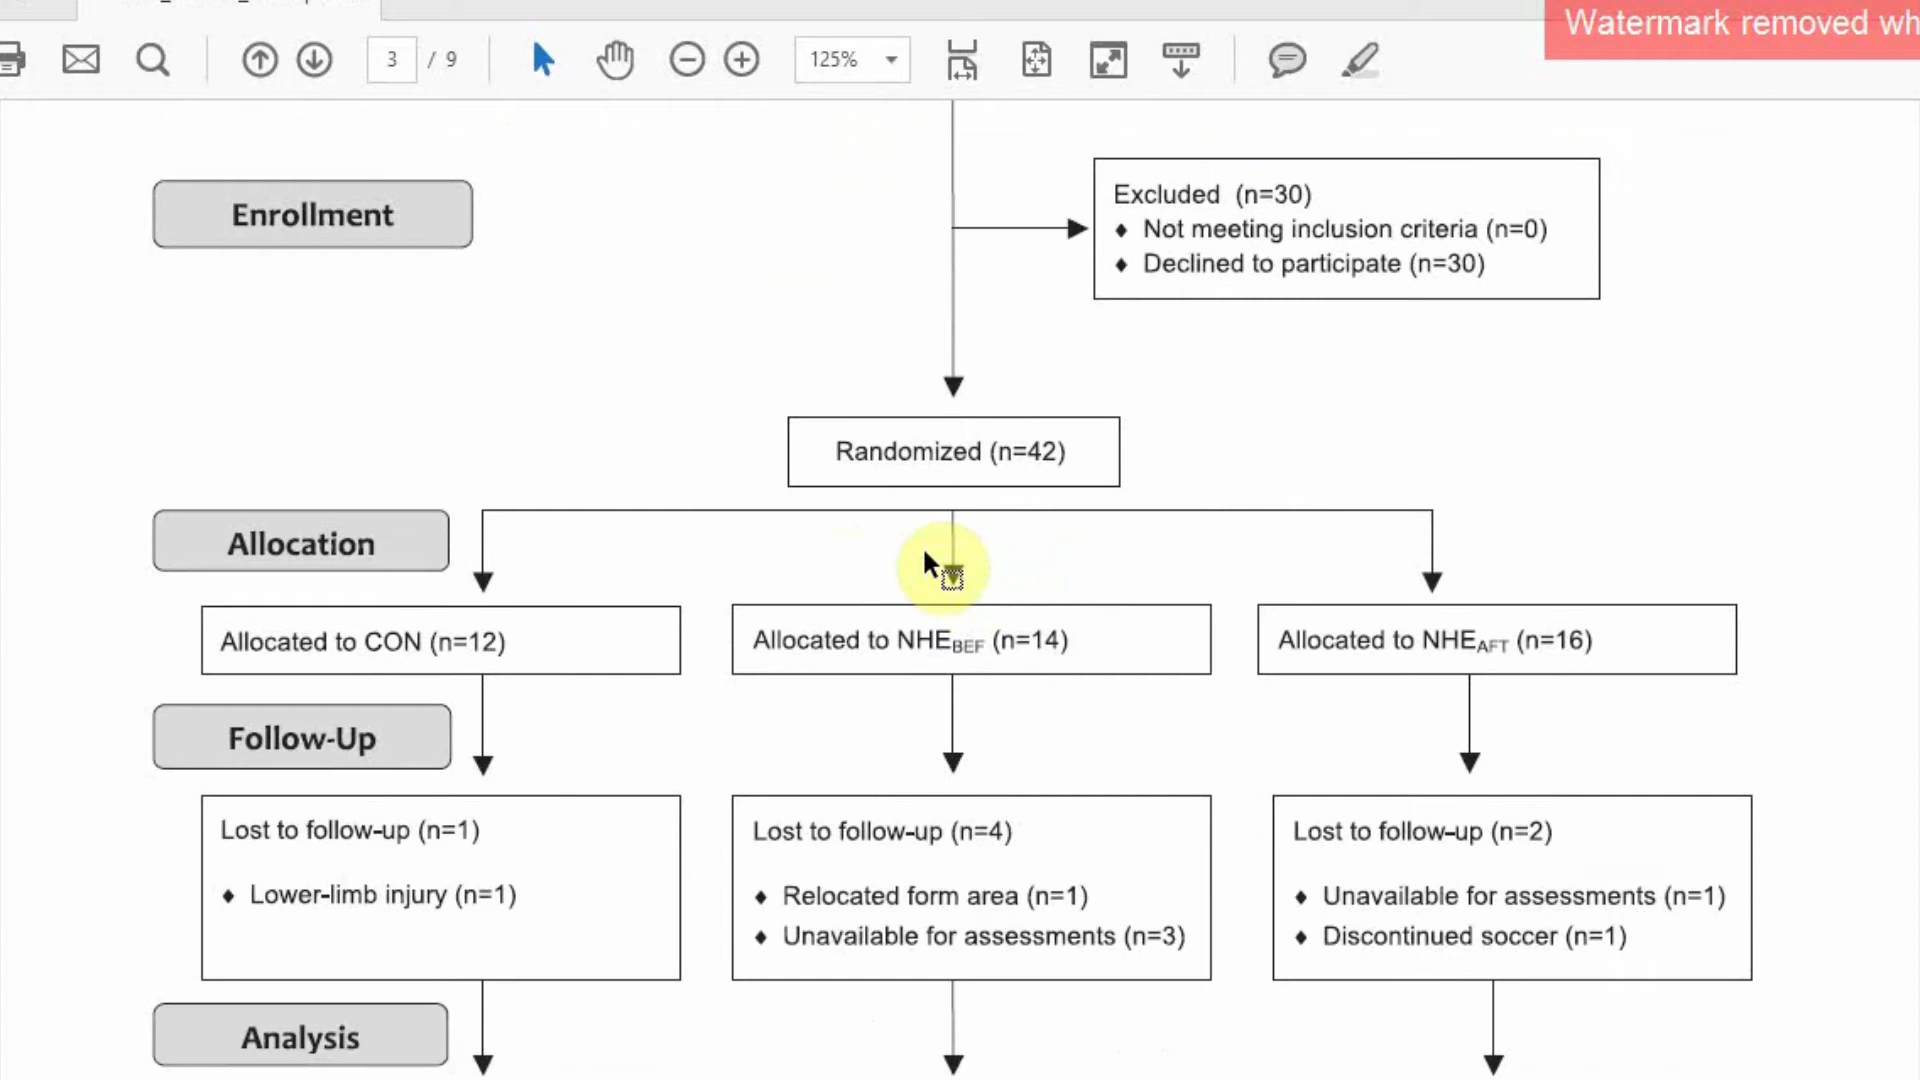 Watermark removed wh
3 / 9
125%
Enrollment
Excluded (n=30)
♦ Not meeting inclusion criteria (n=0)
♦ Declined to participate (n=30)
Randomized (n=42)
Allocation
Allocated to CON (n=12)
Allocated to NHEBEF (n=14)
Allocated to NHEAFT (n=16)
Follow-Up
Lost to follow-up (n=1)
♦ Lower-limb injury (n=1)
Lost to follow-up (n=4)
♦ Relocated form area (n=1)
♦ Unavailable for assessments (n=3)
Lost to follow-up (n=2)
♦ Unavailable for assessments (n=1)
♦ Discontinued soccer (n=1)
Analysis